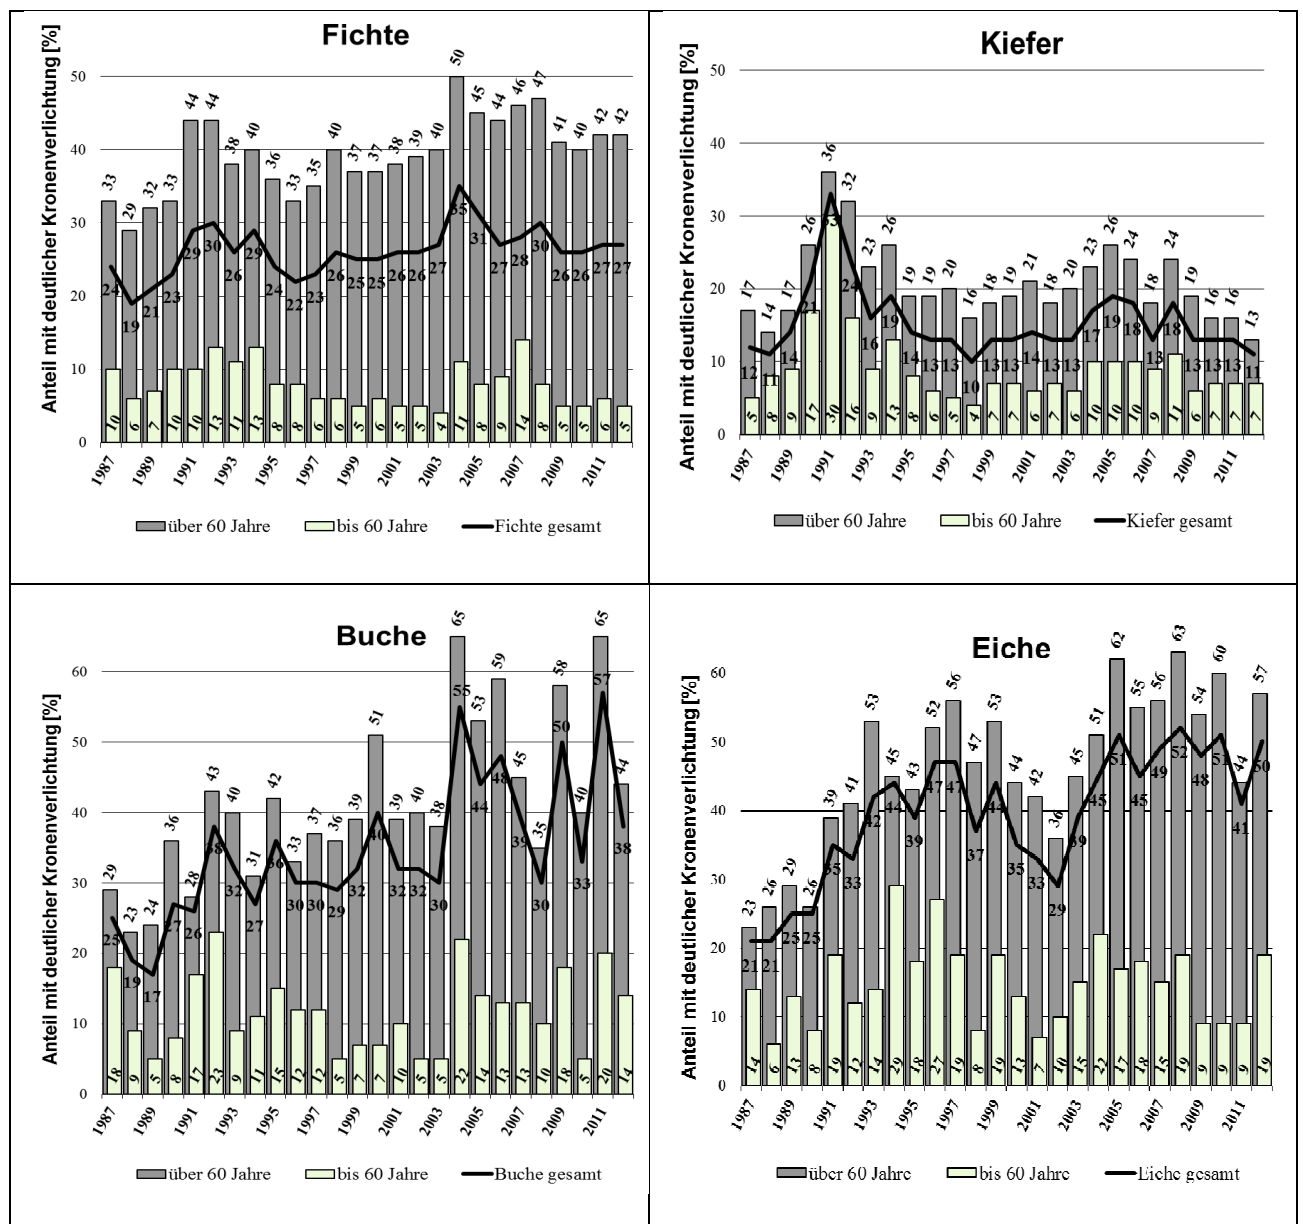 Fichte
Anteil mit deutlicher Kronenverlichtung [%]
50
40
30
20
10
0
33 29 32 33 44 44 38 40 36 33 35 40 37 37 38 39 40 50 45 44 46 47 41 40 42 42
24 19 21 23 29 30 26 29 24 22 23 26 25 25 26 26 27 35 31 27 28 30 26 26 27 27
10 6 7 10 10 13 11 13 8 8 6 6 5 6 5 5 4 11 8 9 14 8 5 5 6 5
1987 1989 1991 1993 1995 1997 1999 2001 2003 2005 2007 2009 2011
über 60 Jahre bis 60 Jahre Fichte gesamt
Kiefer
Anteil mit deutlicher Kronenverlichtung [%]
50
40
30
20
10
0
17 14 17 26 36 32 23 26 19 19 20 16 18 19 21 18 20 23 26 24 18 24 19 16 16 13
12 11 14 21 33 24 16 19 14 13 13 10 13 13 14 13 13 17 19 18 13 18 13 13 13 11
5 8 9 17 30 16 9 13 8 6 5 4 7 7 6 7 6 10 10 10 9 11 6 7 7 7
1987 1989 1991 1993 1995 1997 1999 2001 2003 2005 2007 2009 2011
über 60 Jahre bis 60 Jahre Kiefer gesamt
Buche
Anteil mit deutlicher Kronenverlichtung [%]
60
50
40
30
20
10
0
29 23 24 36 28 43 40 31 42 33 37 36 39 51 39 40 38 65 53 59 45 35 58 40 65 44
25 19 17 27 26 38 32 27 36 30 30 29 32 40 32 32 30 55 44 48 39 30 50 33 57 38
18 9 5 8 17 23 9 11 15 12 12 5 7 7 10 5 5 22 14 13 13 10 18 5 20 14
1987 1989 1991 1993 1995 1997 1999 2001 2003 2005 2007 2009 2011
über 60 Jahre bis 60 Jahre Buche gesamt
Eiche
Anteil mit deutlicher Kronenverlichtung [%]
60
50
40
30
20
10
0
23 26 29 26 39 41 53 45 43 52 56 47 53 44 42 36 45 51 62 55 56 63 54 60 44 57
21 21 25 25 35 33 42 44 39 47 47 37 44 35 33 29 39 45 51 45 49 52 48 51 41 50
14 6 13 8 19 12 14 29 18 27 19 8 19 13 7 10 15 22 17 18 15 19 9 9 9 19
1987 1989 1991 1993 1995 1997 1999 2001 2003 2005 2007 2009 2011
über 60 Jahre bis 60 Jahre Eiche gesamt